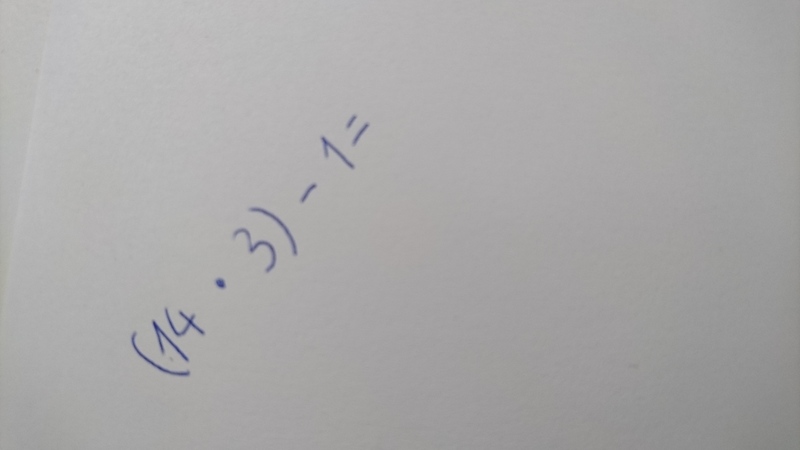 (14 · 3) - 1 =